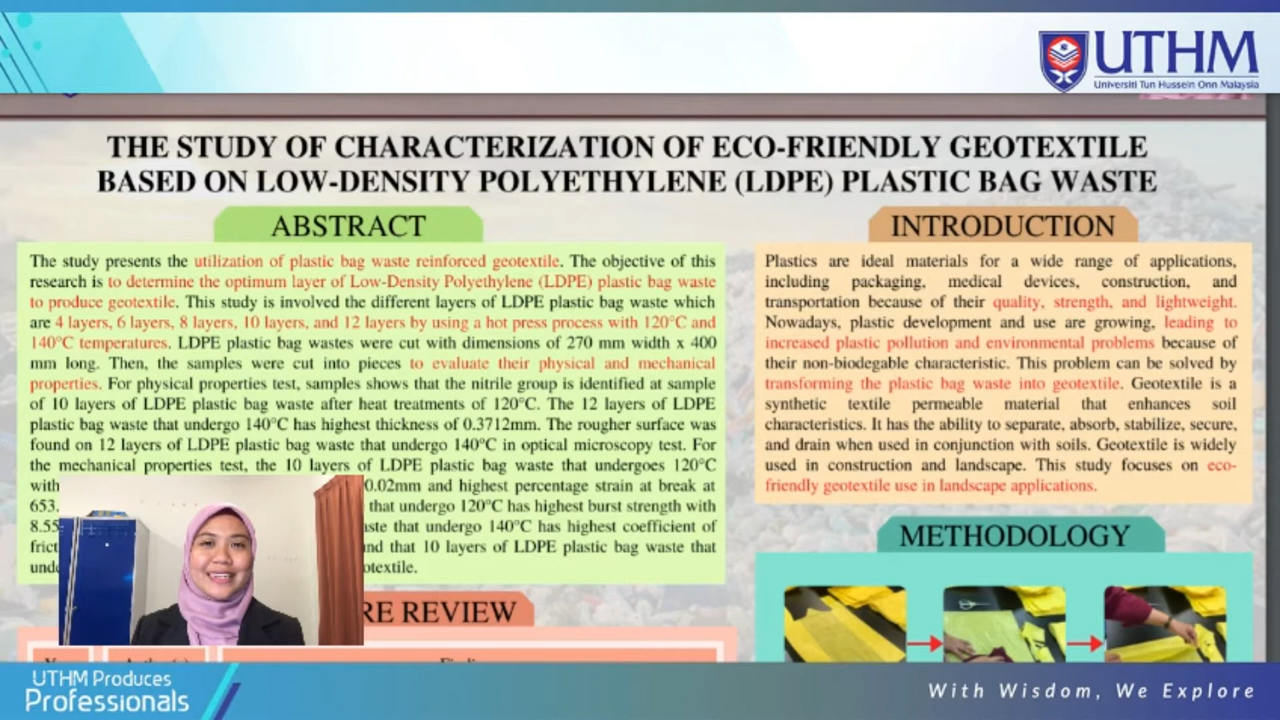 UTHM
Universiti Tun Hussein Onn Malaysia
THE STUDY OF CHARACTERIZATION OF ECO-FRIENDLY GEOTEXTILE
BASED ON LOW-DENSITY POLYETHYLENE (LDPE) PLASTIC BAG WASTE
ABSTRACT
The study presents the utilization of plastic bag waste reinforced geotextile. The objective of this
research is to determine the optimum layer of Low-Density Polyethylene (LDPE) plastic bag waste
to produce geotextile. This study is involved the different layers of LDPE plastic bag waste which
are 4 layers, 6 layers, 8 layers, 10 layers, and 12 layers by using a hot press process with 120°C and
140°C temperatures. LDPE plastic bag wastes were cut with dimensions of 270 mm width x 400
mm long. Then, the samples were cut into pieces to evaluate their physical and mechanical
properties. For physical properties test, samples shows that the nitrile group is identified at sample
of 10 layers of LDPE plastic bag waste after heat treatments of 120°C. The 12 layers of LDPE
plastic bag waste that undergo 140°C has highest thickness of 0.3712mm. The rougher surface was
found on 12 layers of LDPE plastic bag waste that undergo 140°C in optical microscopy test. For
the mechanical properties test, the 10 layers of LDPE plastic bag waste that undergoes 120°C
with 0.02mm and highest percentage strain at break at
653. that undergo 120°C has highest burst strength with
8.55 aste that undergo 140°C has highest coefficient of
frict nd that 10 layers of LDPE plastic bag waste that
unde otextile.
INTRODUCTION
Plastics are ideal materials for a wide range of applications,
including packaging, medical devices, construction, and
transportation because of their quality, strength, and lightweight.
Nowadays, plastic development and use are growing, leading to
increased plastic pollution and environmental problems because of
their non-biodegable characteristic. This problem can be solved by
transforming the plastic bag waste into geotextile. Geotextile is a
synthetic textile permeable material that enhances soil
characteristics. It has the ability to separate, absorb, stabilize, secure,
and drain when used in conjunction with soils. Geotextile is widely
used in construction and landscape. This study focuses on eco-
friendly geotextile use in landscape applications.
METHODOLOGY
RE REVIEW
UTHM Produces
Professionals
With Wisdom, We Explore